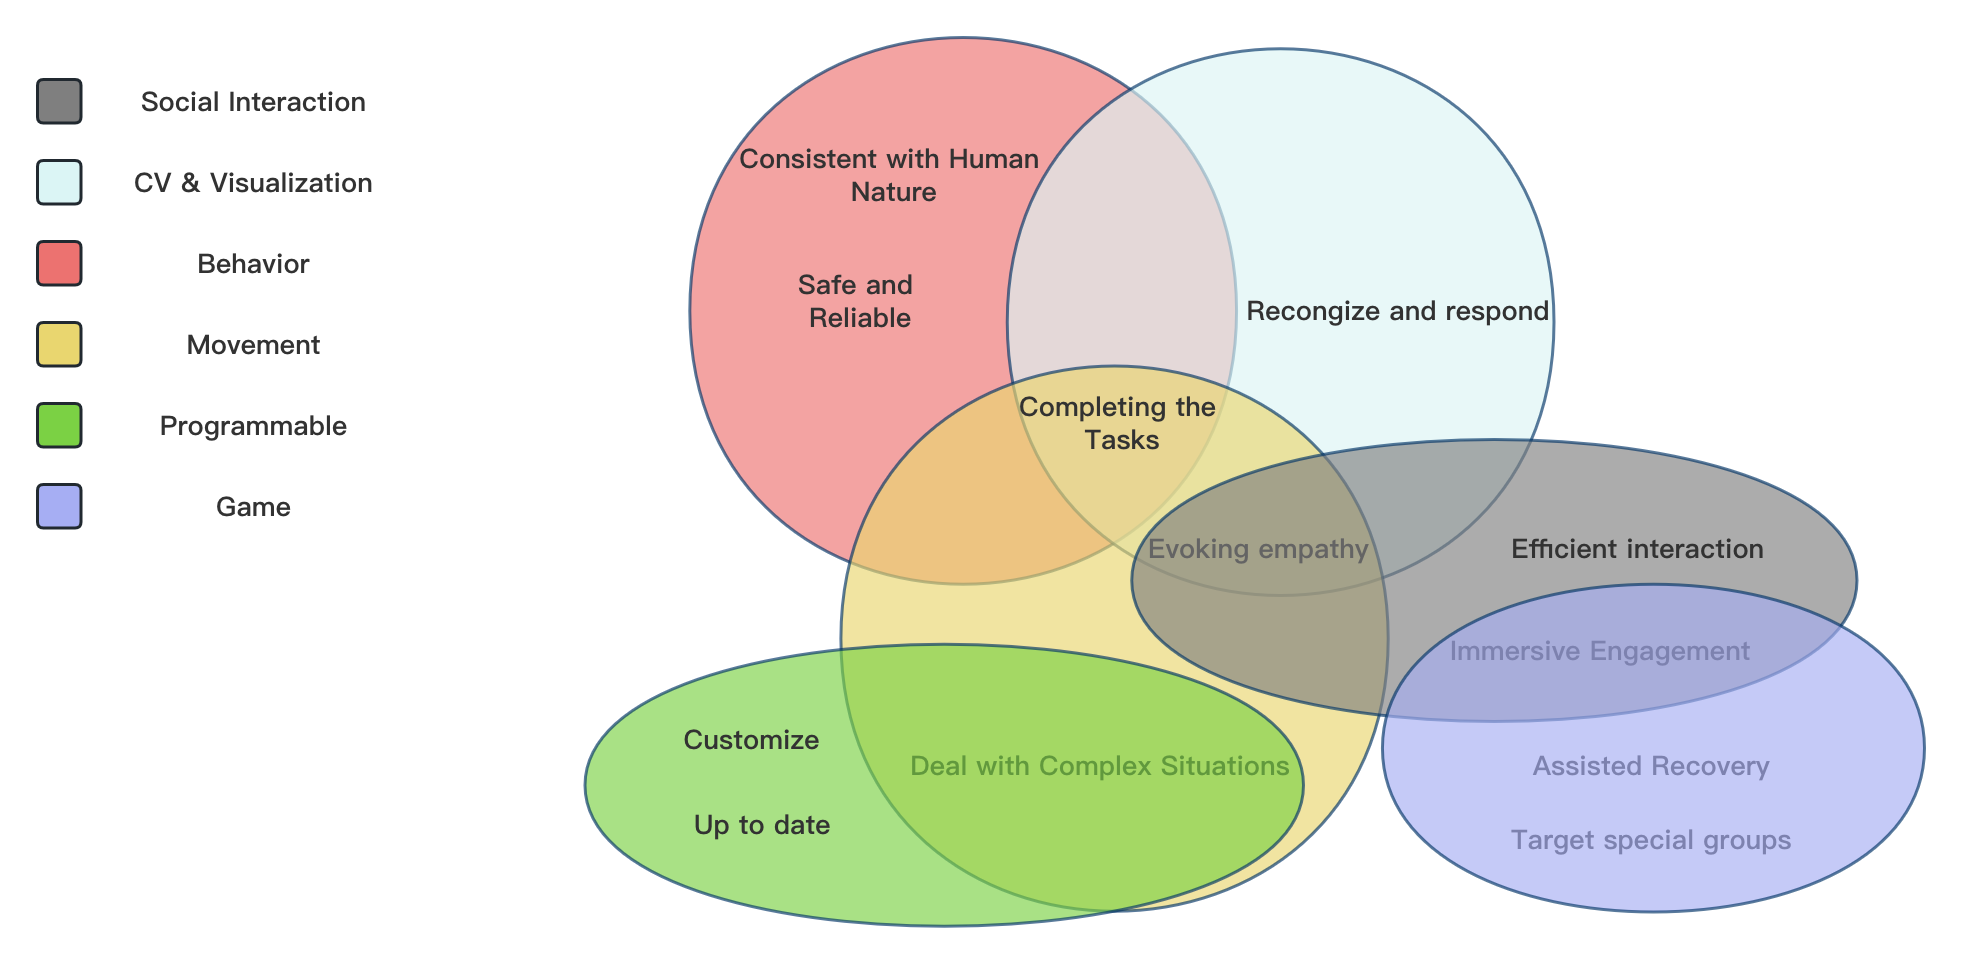 Social Interaction
CV & Visualization
Behavior
Movement
Programmable
Game
Consistent with Human
Nature
Safe and
Reliable
Recongize and respond
Completing the
Tasks
Evoking empathy
Efficient interaction
Immersive Engagement
Customize
Deal with Complex Situations
Assisted Recovery
Up to date
Target special groups